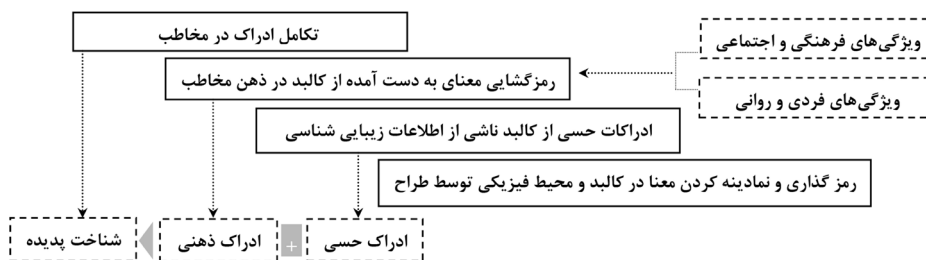 تکامل ادراک در مخاطب
ویژگی‌های فرهنگی و اجتماعی
رمزگشایی معنای به دست آمده از کالبد در ذهن مخاطب
ویژگی‌های فردی و روانی
ادراکات حسی از کالبد ناشی از اطلاعات زیبایی شناسی
رمز گذاری و نمادینه کردن معنا در کالبد و محیط فیزیکی توسط طراح
ادراک حسی + ادراک ذهنی شناخت پدیده